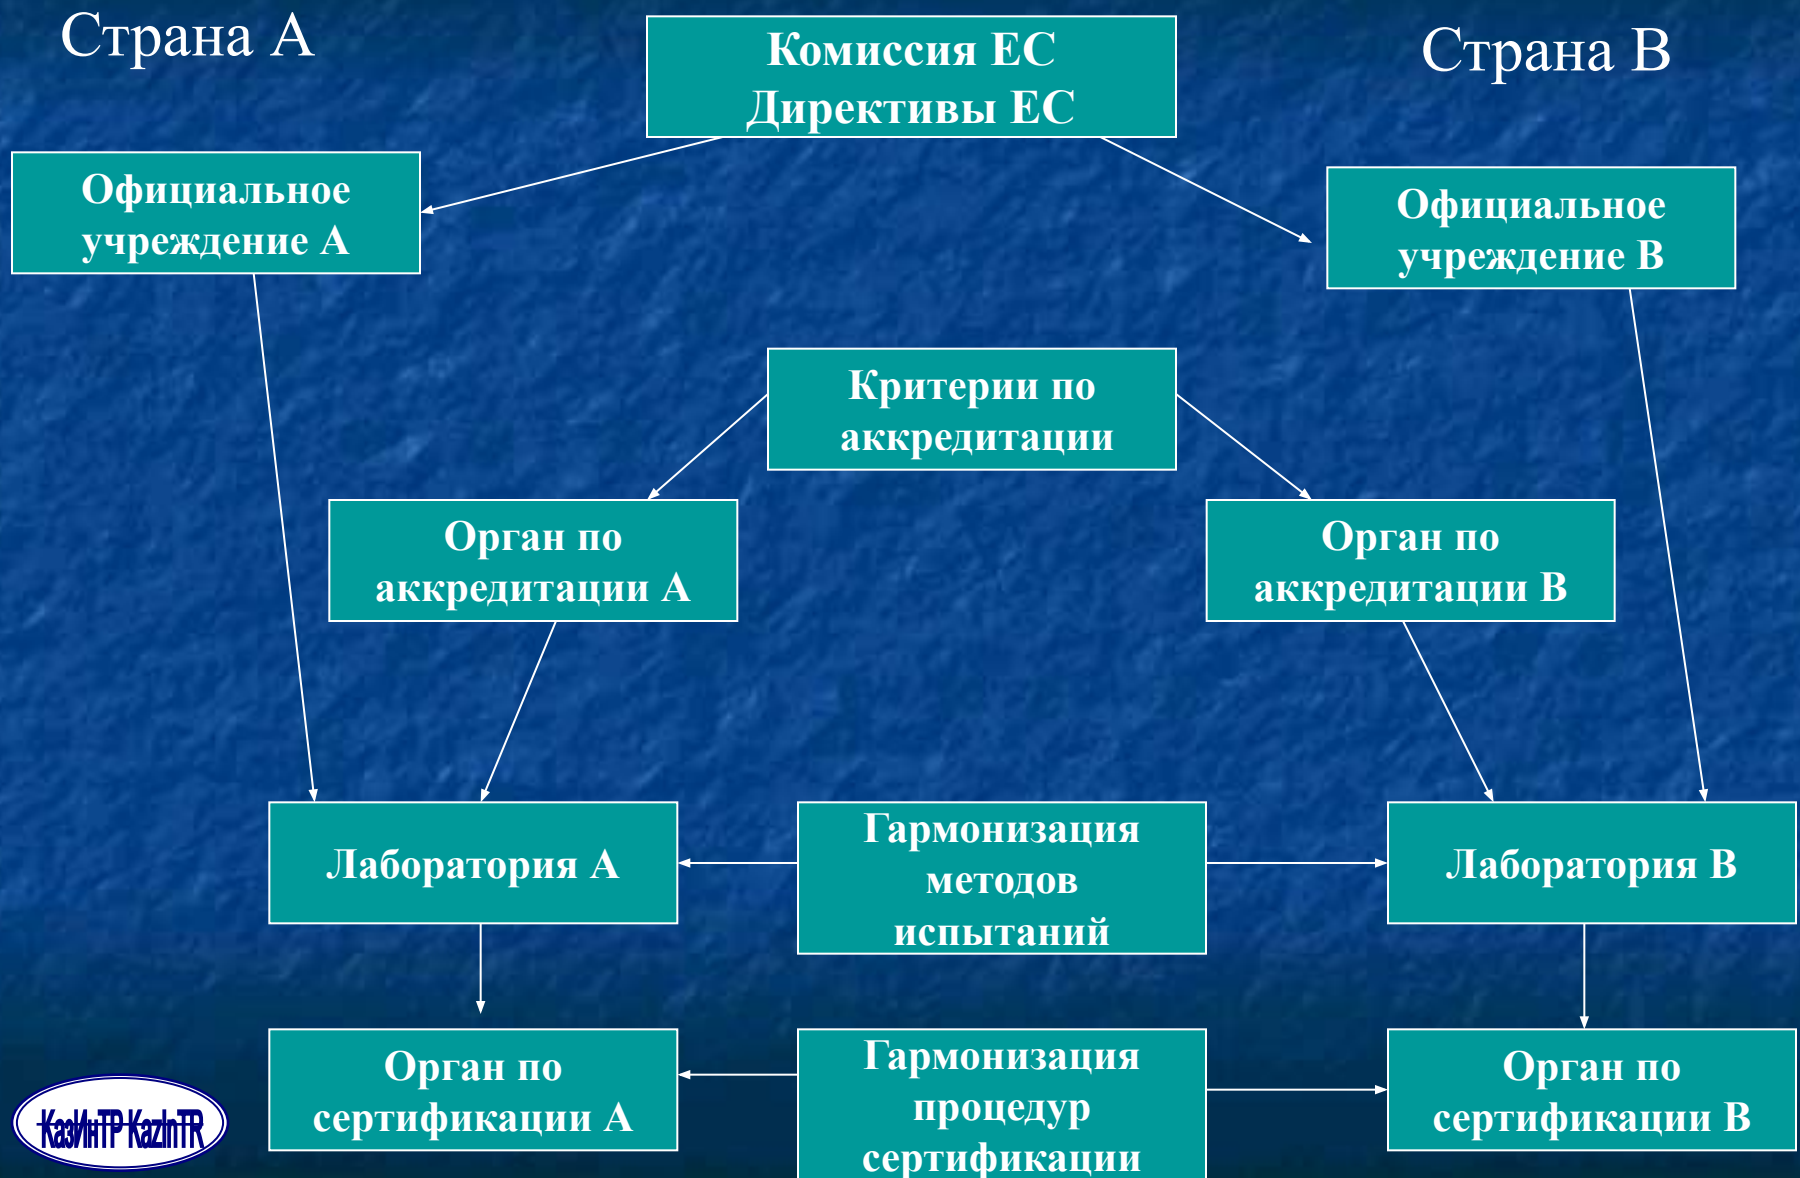 Страна А
Комиссия ЕС
Директивы ЕС
Страна В
Официальное
учреждение А
Официальное
учреждение В
Критерии по
аккредитации
Орган по
аккредитации А
Орган по
аккредитации В
Лаборатория А
Гармонизация
методов
испытаний
Лаборатория В
Орган по
сертификации А
Гармонизация
процедур
сертификации
Орган по
сертификации В
КазИнТР KazInTR